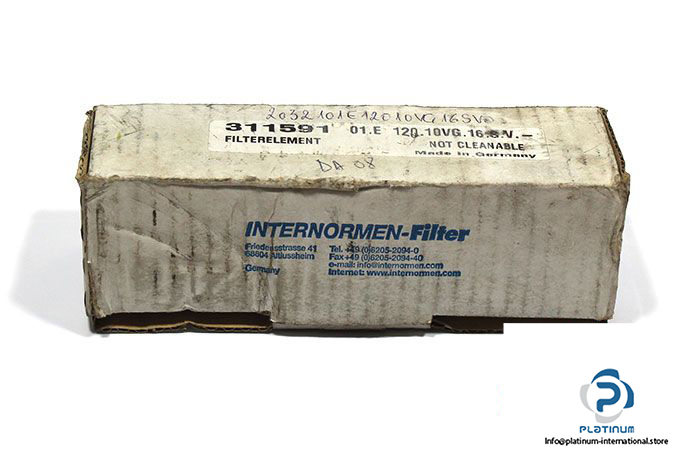 2032101E12010VG16SV0
311591 01.E 120.10VG.16.S.V.-
FILTERELEMENT NOT CLEANABLE
Made in Germany
DA 08
INTERNORMEN-Filter
Friedensstrasse 41 Tel. +49 (0)6205-2094-0
68804 Altlussheim Fax +49 (0)6205-2094-40
e-mail: info@internormen.com
Germany Internet: www.internormen.com
PLATINUM
Info@platinum-international.store